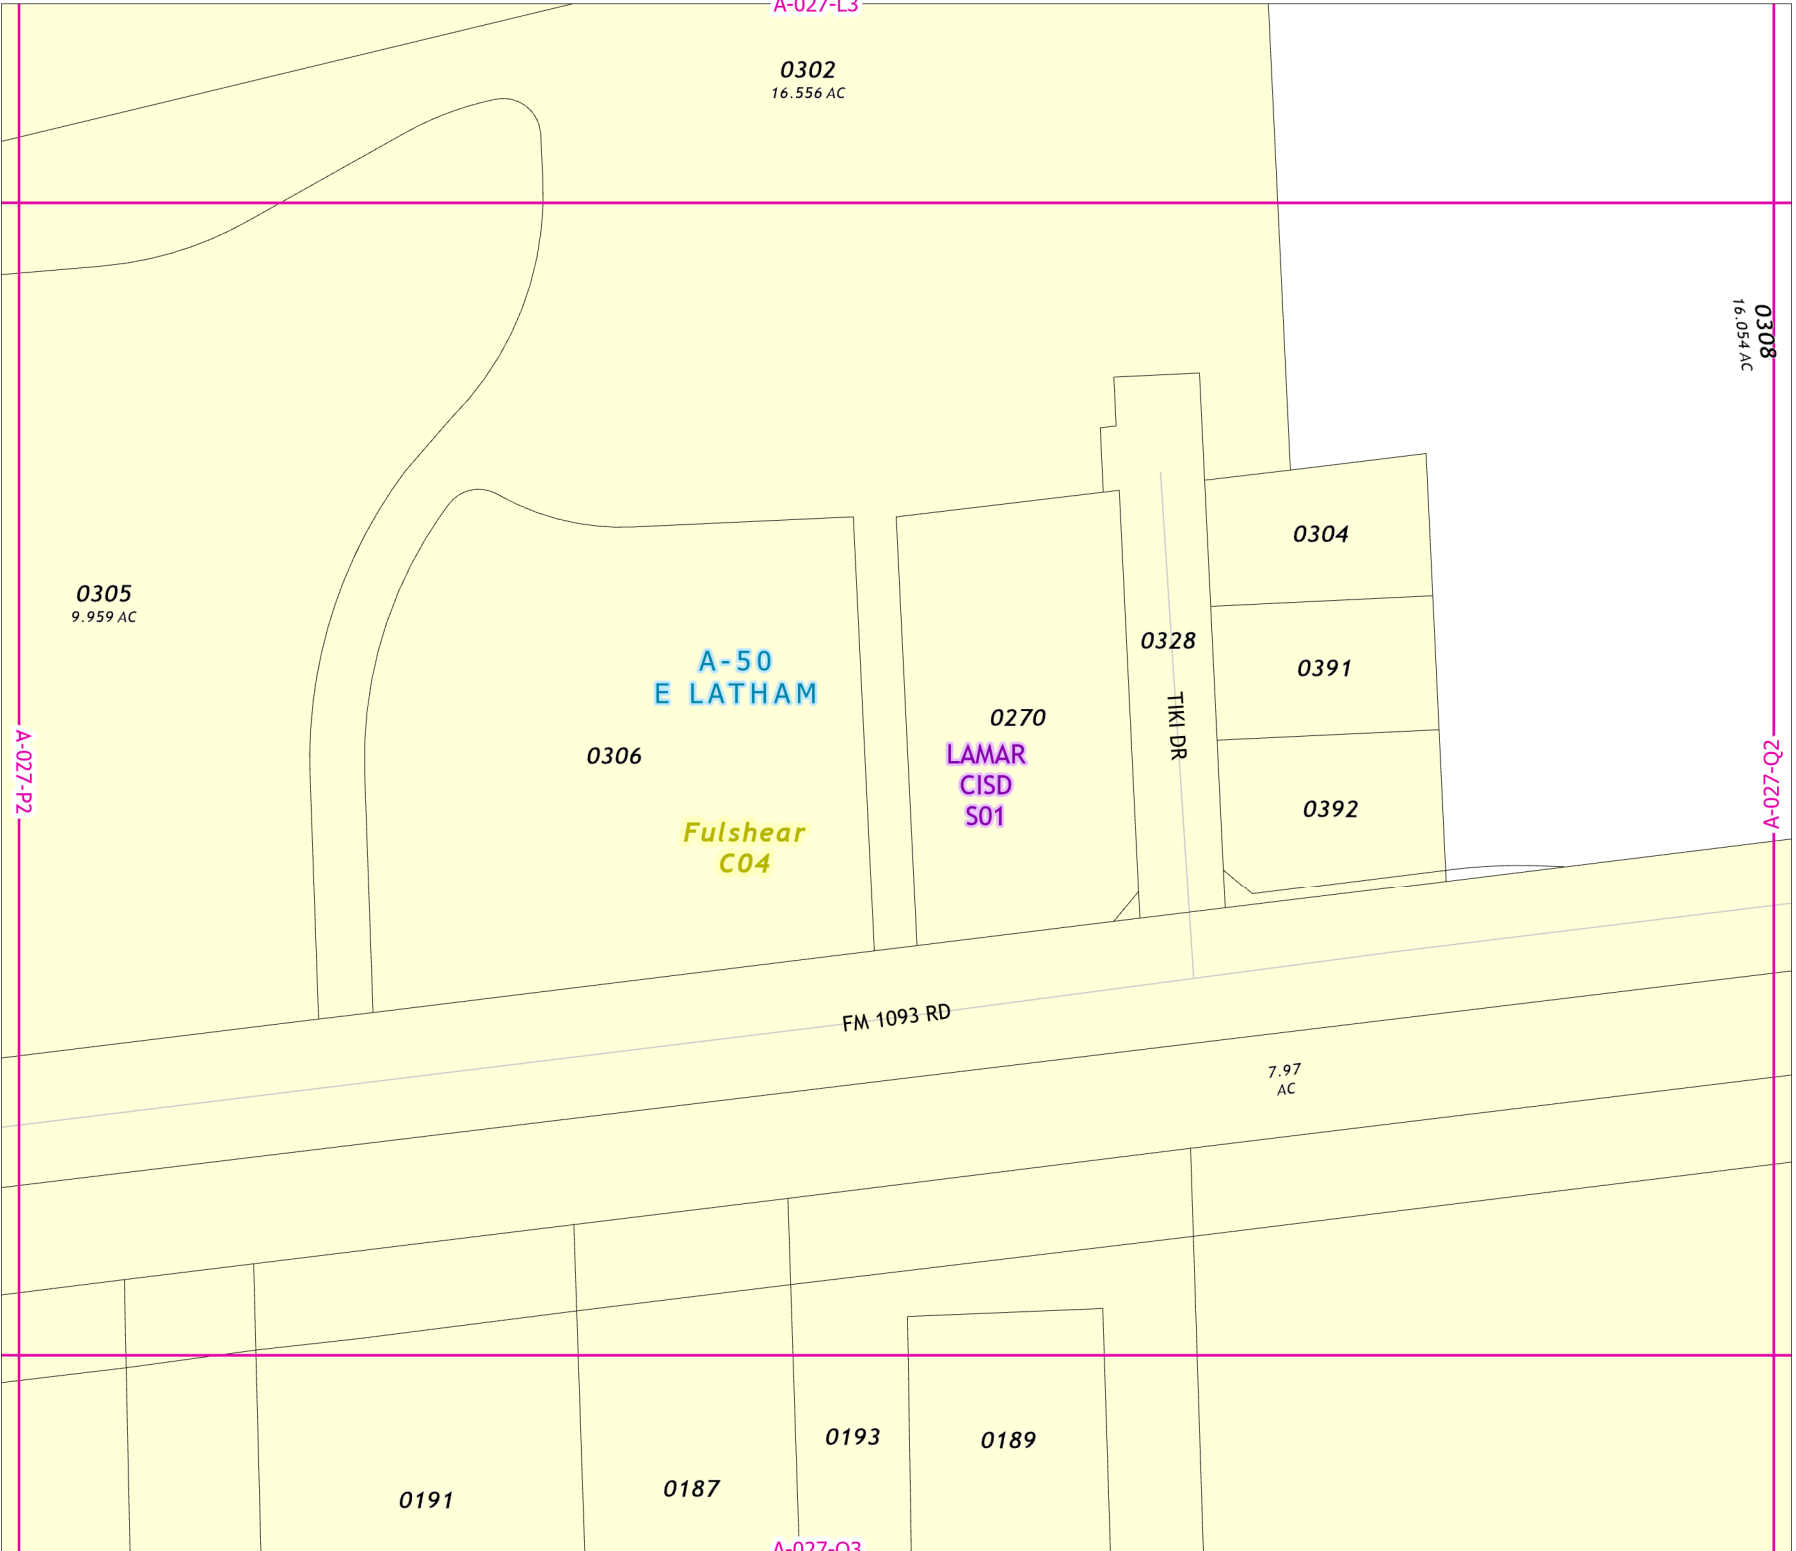 A-027-L3
0302
16.556 AC
0308
16.054 AC
0304
0305
9.959 AC
0328
A-50
E LATHAM
0391
TIKI DR
0270
0306
LAMAR
CISD
S01
A-027-P2
A-027-Q2
0392
Fulshear
C04
FM 1093 RD
7.97
AC
0193
0189
0187
0191
A-027-Q3